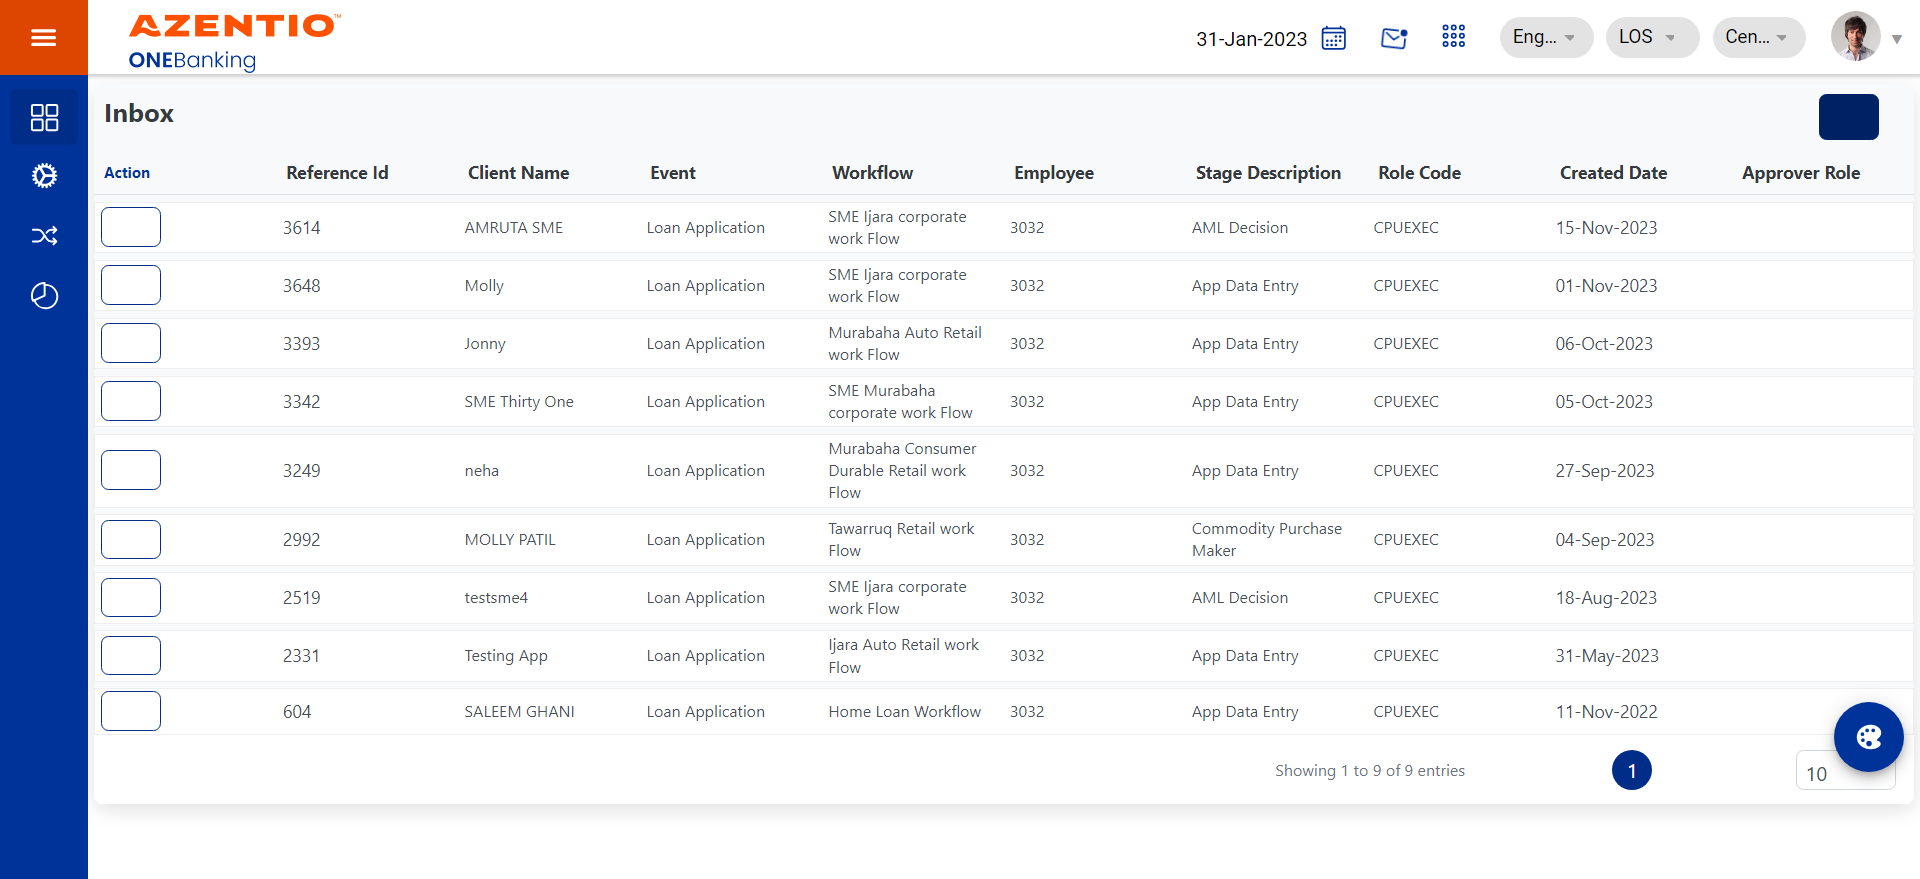 AZENTIO™
ONEBanking
31-Jan-2023
Eng...
LOS
Cen...
Inbox
Action Reference Id Client Name Event Workflow Employee Stage Description Role Code Created Date Approver Role
3614 AMRUTA SME Loan Application SME Ijara corporate work Flow 3032 AML Decision CPUEXEC 15-Nov-2023
3648 Molly Loan Application SME Ijara corporate work Flow 3032 App Data Entry CPUEXEC 01-Nov-2023
3393 Jonny Loan Application Murabaha Auto Retail work Flow 3032 App Data Entry CPUEXEC 06-Oct-2023
3342 SME Thirty One Loan Application SME Murabaha corporate work Flow 3032 App Data Entry CPUEXEC 05-Oct-2023
3249 neha Loan Application Murabaha Consumer Durable Retail work Flow 3032 App Data Entry CPUEXEC 27-Sep-2023
2992 MOLLY PATIL Loan Application Tawarruq Retail work Flow 3032 Commodity Purchase Maker CPUEXEC 04-Sep-2023
2519 testsme4 Loan Application SME Ijara corporate work Flow 3032 AML Decision CPUEXEC 18-Aug-2023
2331 Testing App Loan Application Ijara Auto Retail work Flow 3032 App Data Entry CPUEXEC 31-May-2023
604 SALEEM GHANI Loan Application Home Loan Workflow 3032 App Data Entry CPUEXEC 11-Nov-2022
Showing 1 to 9 of 9 entries
1
10